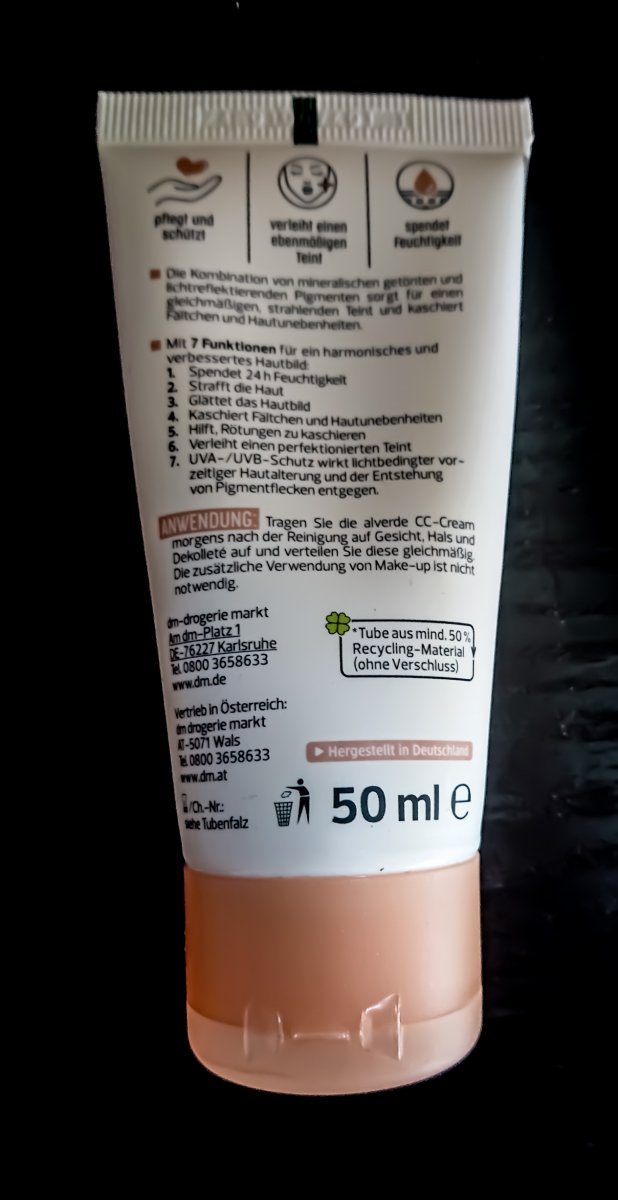 pflegt und
schützt
verleiht einen
ebenmäßigen
Teint
spendet
Feuchtigkeit
Die Kombination von mineralischen getönten und
lichtreflektierenden Pigmenten sorgt für einen
gleichmäßigen, strahlenden Teint und kaschiert
Fältchen und Hautunebenheiten.
Mit 7 Funktionen für ein harmonisches und
verbessertes Hautbild:
1. Spendet 24 h Feuchtigkeit
2. Strafft die Haut
3. Glättet das Hautbild
4. Kaschiert Fältchen und Hautunebenheiten
5. Hilft, Rötungen zu kaschieren
6. Verleiht einen perfektionierten Teint
7. UVA-/UVB-Schutz wirkt lichtbedingter vor-
zeitiger Hautalterung und der Entstehung
von Pigmentflecken entgegen.
ANWENDUNG: Tragen Sie die alverde CC-Cream
morgens nach der Reinigung auf Gesicht, Hals und
Dekolleté auf und verteilen Sie diese gleichmäßig.
Die zusätzliche Verwendung von Make-up ist nicht
notwendig.
dm-drogerie markt
Am dm-Platz 1
DE-76227 Karlsruhe
Tel. 0800 3658633
www.dm.de
*Tube aus mind. 50 %
Recycling-Material
(ohne Verschluss)
Vertrieb in Österreich:
dm drogerie markt
AT-5071 Wals
Tel. 0800 3658633
www.dm.at
Hergestellt in Deutschland
/Ch.-Nr.:
siehe Tubenfalz
50 ml e